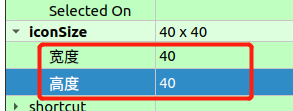 Selected On
iconSize 40 x 40
宽度 40
高度 40
shortcut